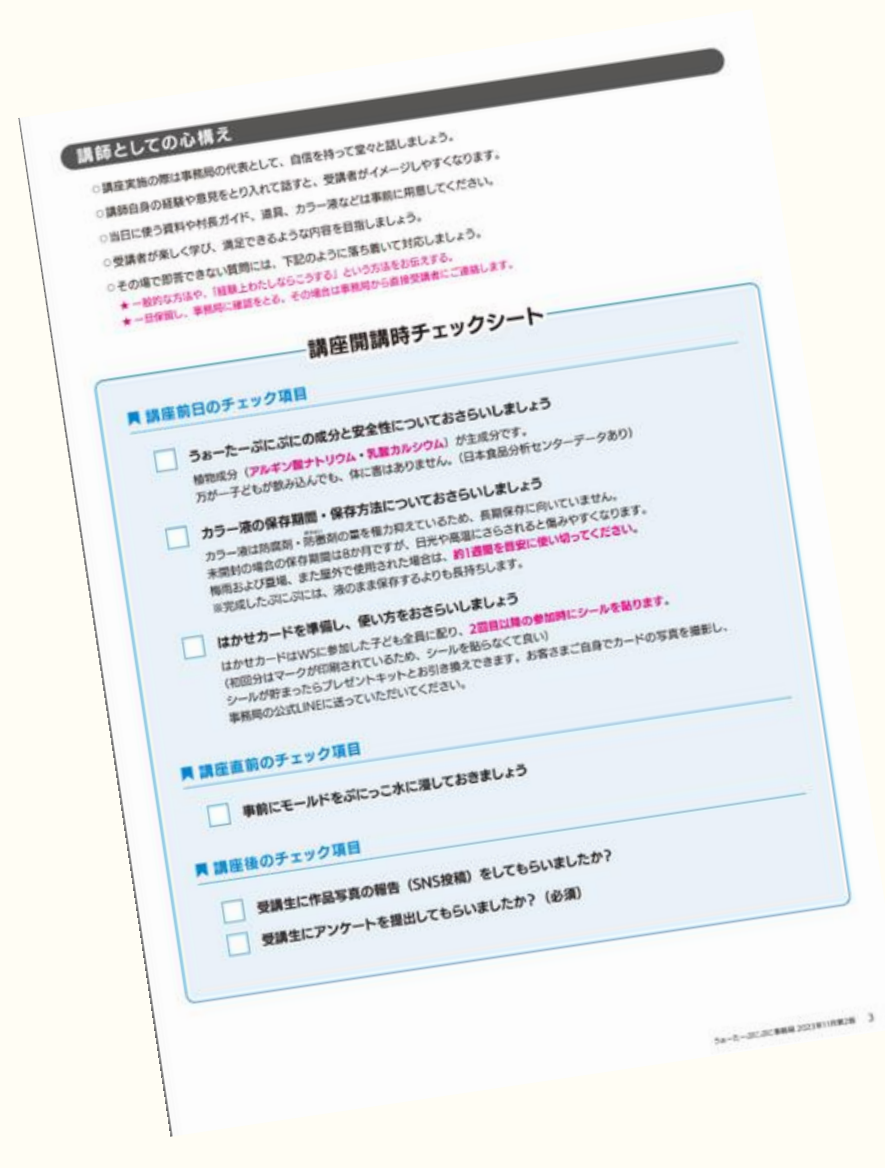 講師としての心構え
○講座実施の際は事務局の代表として、自信を持って堂々と話しましょう。
○講師自身の経験や意見をとり入れて話すと、受講者がイメージしやすくなります。
○当日に使う資料や村長ガイド、道具、カラー液などは事前に用意してください。
○受講者が楽しく学び、満足できるような内容を目指しましょう。
○その場で即答できない質問には、下記のように落ち着いて対応しましょう。
★一般的な方法や、「経験上わたしならこうする」という方法をお伝えする。
★一旦保留し、事務局に確認をとる。その場合は事務局から直接受講者にご連絡します。
講座開講時チェックシート
講座前日のチェック項目
うぉーたーぷにぷにの成分と安全性についておさらいしましょう
植物成分（アルギン酸ナトリウム・乳酸カルシウム）が主成分です。
万が一子どもが飲み込んでも、体に害はありません。（日本食品分析センターデータあり）
カラー液の保存期間・保存方法についておさらいしましょう
カラー液は防腐剤・防黴剤の量を極力抑えているため、長期保存に向いていません。
未開封の場合の保存期間は8か月ですが、日光や高温にさらされると傷みやすくなります。
梅雨および夏場、また屋外で使用された場合は、約1週間を目安に使い切ってください。
※完成したぷにぷには、液のまま保存するよりも長持ちします。
はかせカードを準備し、使い方をおさらいしましょう
はかせカードはWSに参加した子ども全員に配り、2回目以降の参加時にシールを貼ります。
（初回分はマークが印刷されているため、シールを貼らなくて良い）
シールが貯まったらプレゼントキットとお引き換えできます。お客さまご自身でカードの写真を撮影し、
事務局の公式LINEに送っていただいてください。
講座直前のチェック項目
事前にモールドをぷにっこ水に浸しておきましょう
講座後のチェック項目
受講生に作品写真の報告（SNS投稿）をしてもらいましたか？
受講生にアンケートを提出してもらいましたか？（必須）
うぉーたーぷにぷに事務局 2023年11月第2版 3